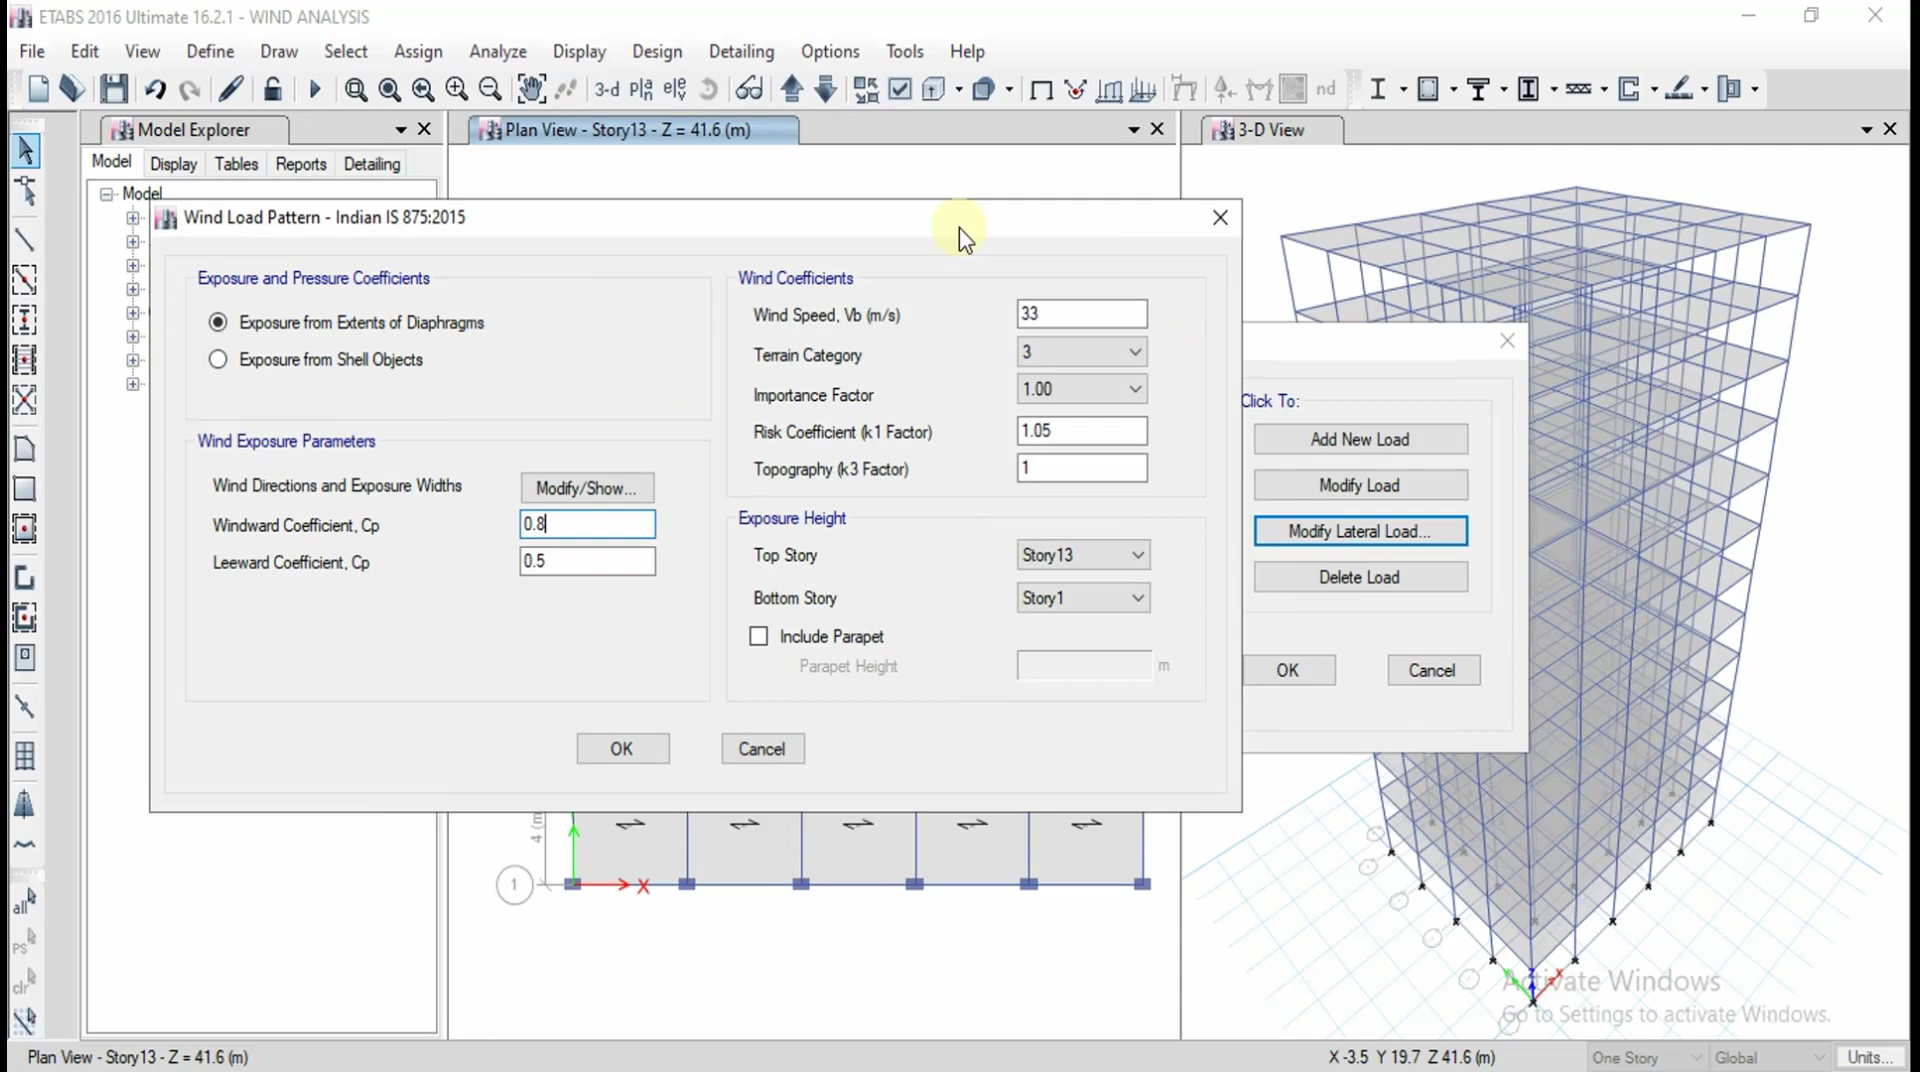 ETABS 2016 Ultimate 16.2.1 - WIND ANALYSIS
File Edit View Define Draw Select Assign Analyze Display Design Detailing Options Tools Help
3-d Pla ele nd
Model Explorer
Plan View - Story13 - Z = 41.6 (m)
3-D View
Model Display Tables Reports Detailing
Model
Wind Load Pattern - Indian IS 875:2015
Exposure and Pressure Coefficients
Exposure from Extents of Diaphragms
Exposure from Shell Objects
Wind Exposure Parameters
Wind Directions and Exposure Widths Modify/Show...
Windward Coefficient, Cp 0.8
Leeward Coefficient, Cp 0.5
Wind Coefficients
Wind Speed, Vb (m/s) 33
Terrain Category 3
Importance Factor 1.00
Risk Coefficient (k1 Factor) 1.05
Topography (k3 Factor) 1
Exposure Height
Top Story Story13
Bottom Story Story1
Include Parapet
Parapet Height m
OK Cancel
Click To:
Add New Load
Modify Load
Modify Lateral Load...
Delete Load
OK Cancel
4 (m
1
X
Z
X
all
PS
clr
Activate Windows
Go to Settings to activate Windows.
Plan View - Story13 - Z = 41.6 (m)
X -3.5 Y 19.7 Z 41.6 (m)
One Story
Global
Units...